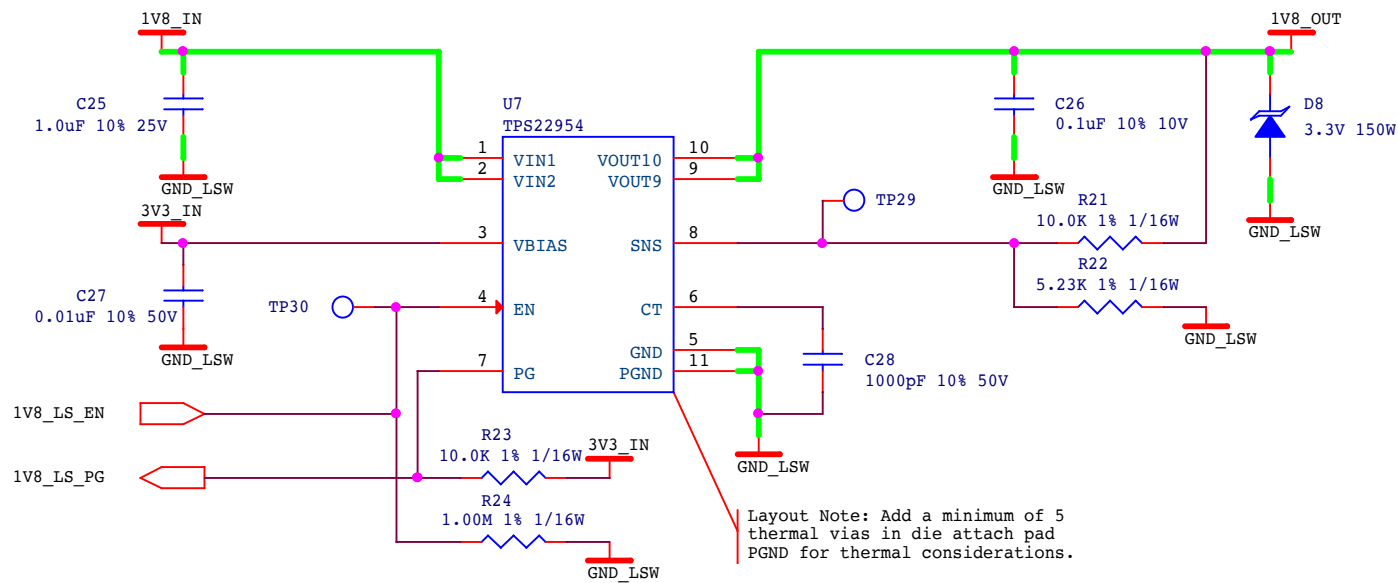 1V8_IN
1V8_OUT
C25
1.0uF 10% 25V
GND_LSW
U7
TPS22954
C26
0.1uF 10% 10V
GND_LSW
D8
3.3V 150W
GND_LSW
1 VIN1 VOUT10 10
2 VIN2 VOUT9 9
3V3_IN
TP29
3 VBIAS SNS 8
R21
10.0K 1% 1/16W
R22
5.23K 1% 1/16W
GND_LSW
C27
0.01uF 10% 50V
GND_LSW
TP30
4 EN CT 6
GND 5
7 PG PGND 11
C28
1000pF 10% 50V
GND_LSW
1V8_LS_EN
1V8_LS_PG
R23
10.0K 1% 1/16W
3V3_IN
R24
1.00M 1% 1/16W
GND_LSW
Layout Note: Add a minimum of 5
thermal vias in die attach pad
PGND for thermal considerations.